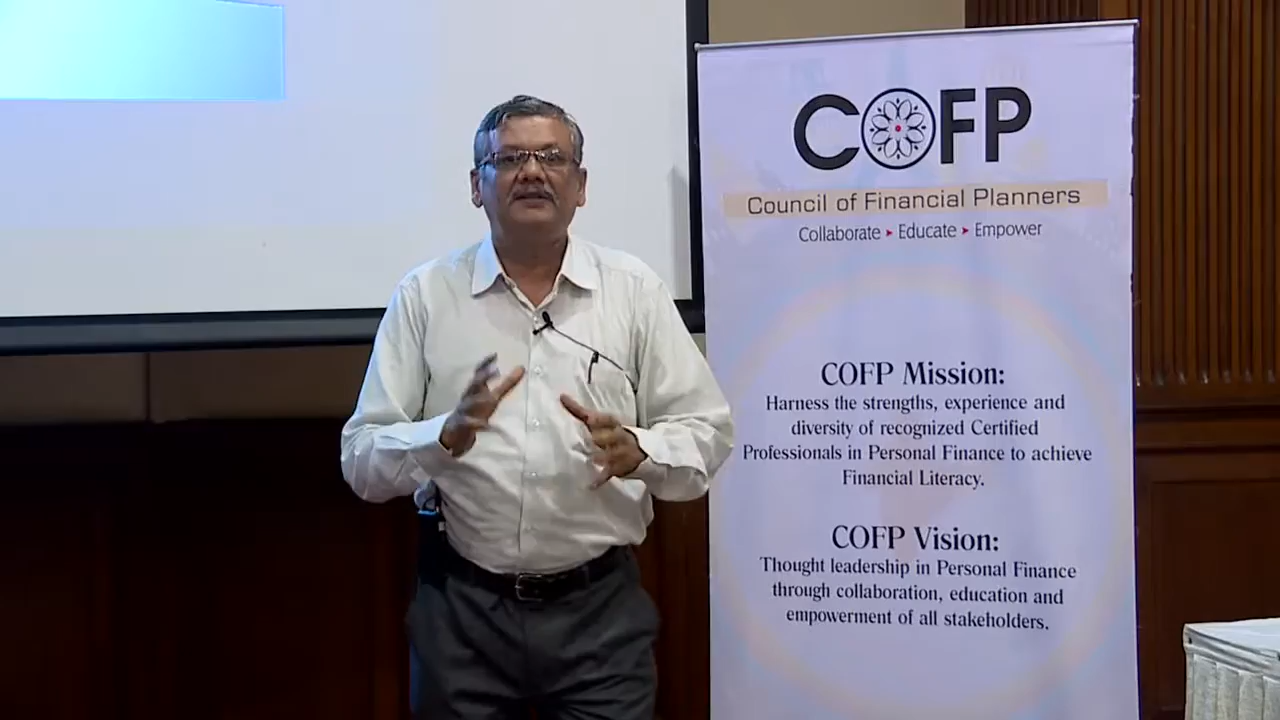 COFP
Council of Financial Planners
Collaborate ➤ Educate ➤ Empower
COFP Mission:
Harness the strengths, experience and
diversity of recognized Certified
Professionals in Personal Finance to achieve
Financial Literacy.
COFP Vision:
Thought leadership in Personal Finance
through collaboration, education and
empowerment of all stakeholders.